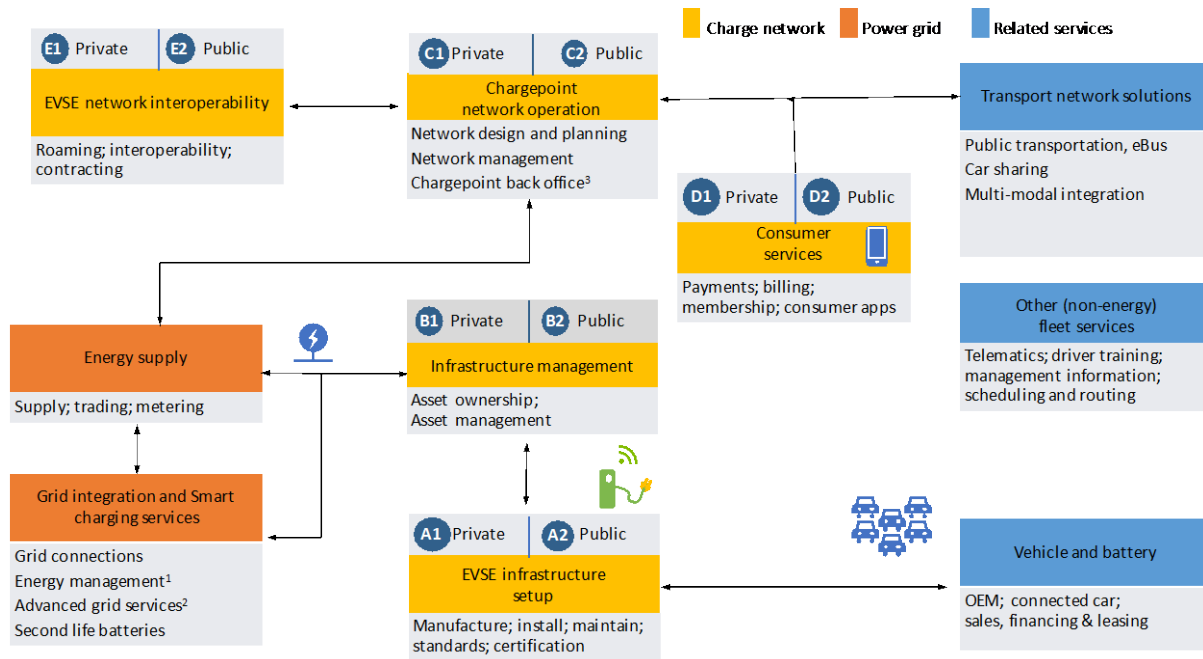 Charge network
Power grid
Related services
E1 Private
E2 Public
EVSE network interoperability
Roaming; interoperability;
contracting
C1 Private
C2 Public
Chargepoint
network operation
Network design and planning
Network management
Chargepoint back office³
Transport network solutions
Public transportation, eBus
Car sharing
Multi-modal integration
D1 Private
D2 Public
Consumer
services
Payments; billing;
membership; consumer apps
Energy supply
Supply; trading; metering
B1 Private
B2 Public
Infrastructure management
Asset ownership;
Asset management
Other (non-energy)
fleet services
Telematics; driver training;
management information;
scheduling and routing
Grid integration and Smart
charging services
Grid connections
Energy management¹
Advanced grid services²
Second life batteries
A1 Private
A2 Public
EVSE infrastructure
setup
Manufacture; install; maintain;
standards; certification
Vehicle and battery
OEM; connected car;
sales, financing & leasing